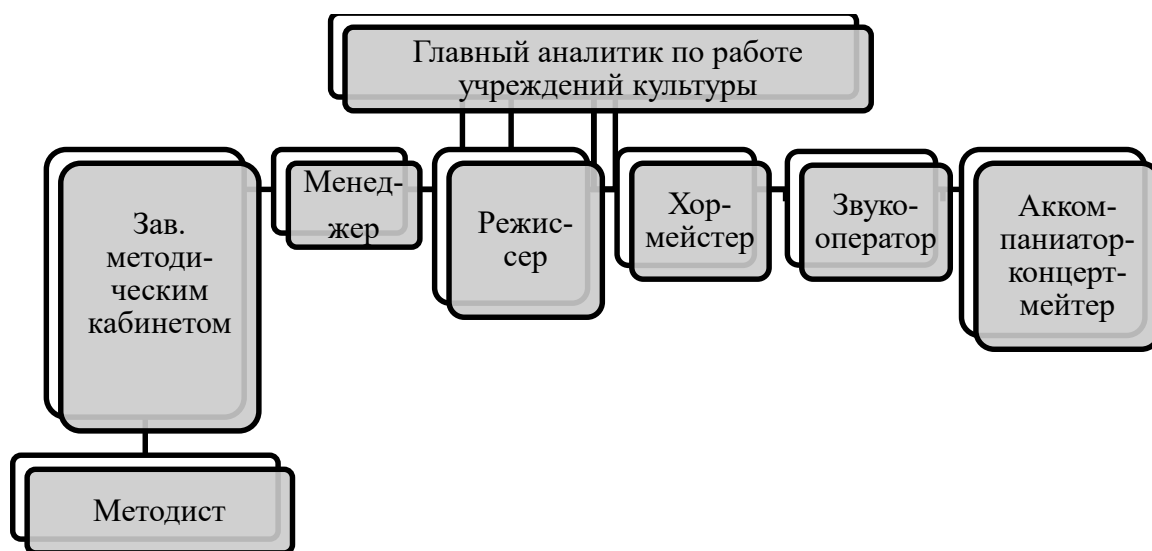 Главный аналитик по работе
учреждений культуры
Зав.
методи-
ческим
кабинетом
Менед-
жер
Режис-
сер
Хор-
мейстер
Звуко-
оператор
Акком-
паниатор-
концерт-
мейтер
Методист